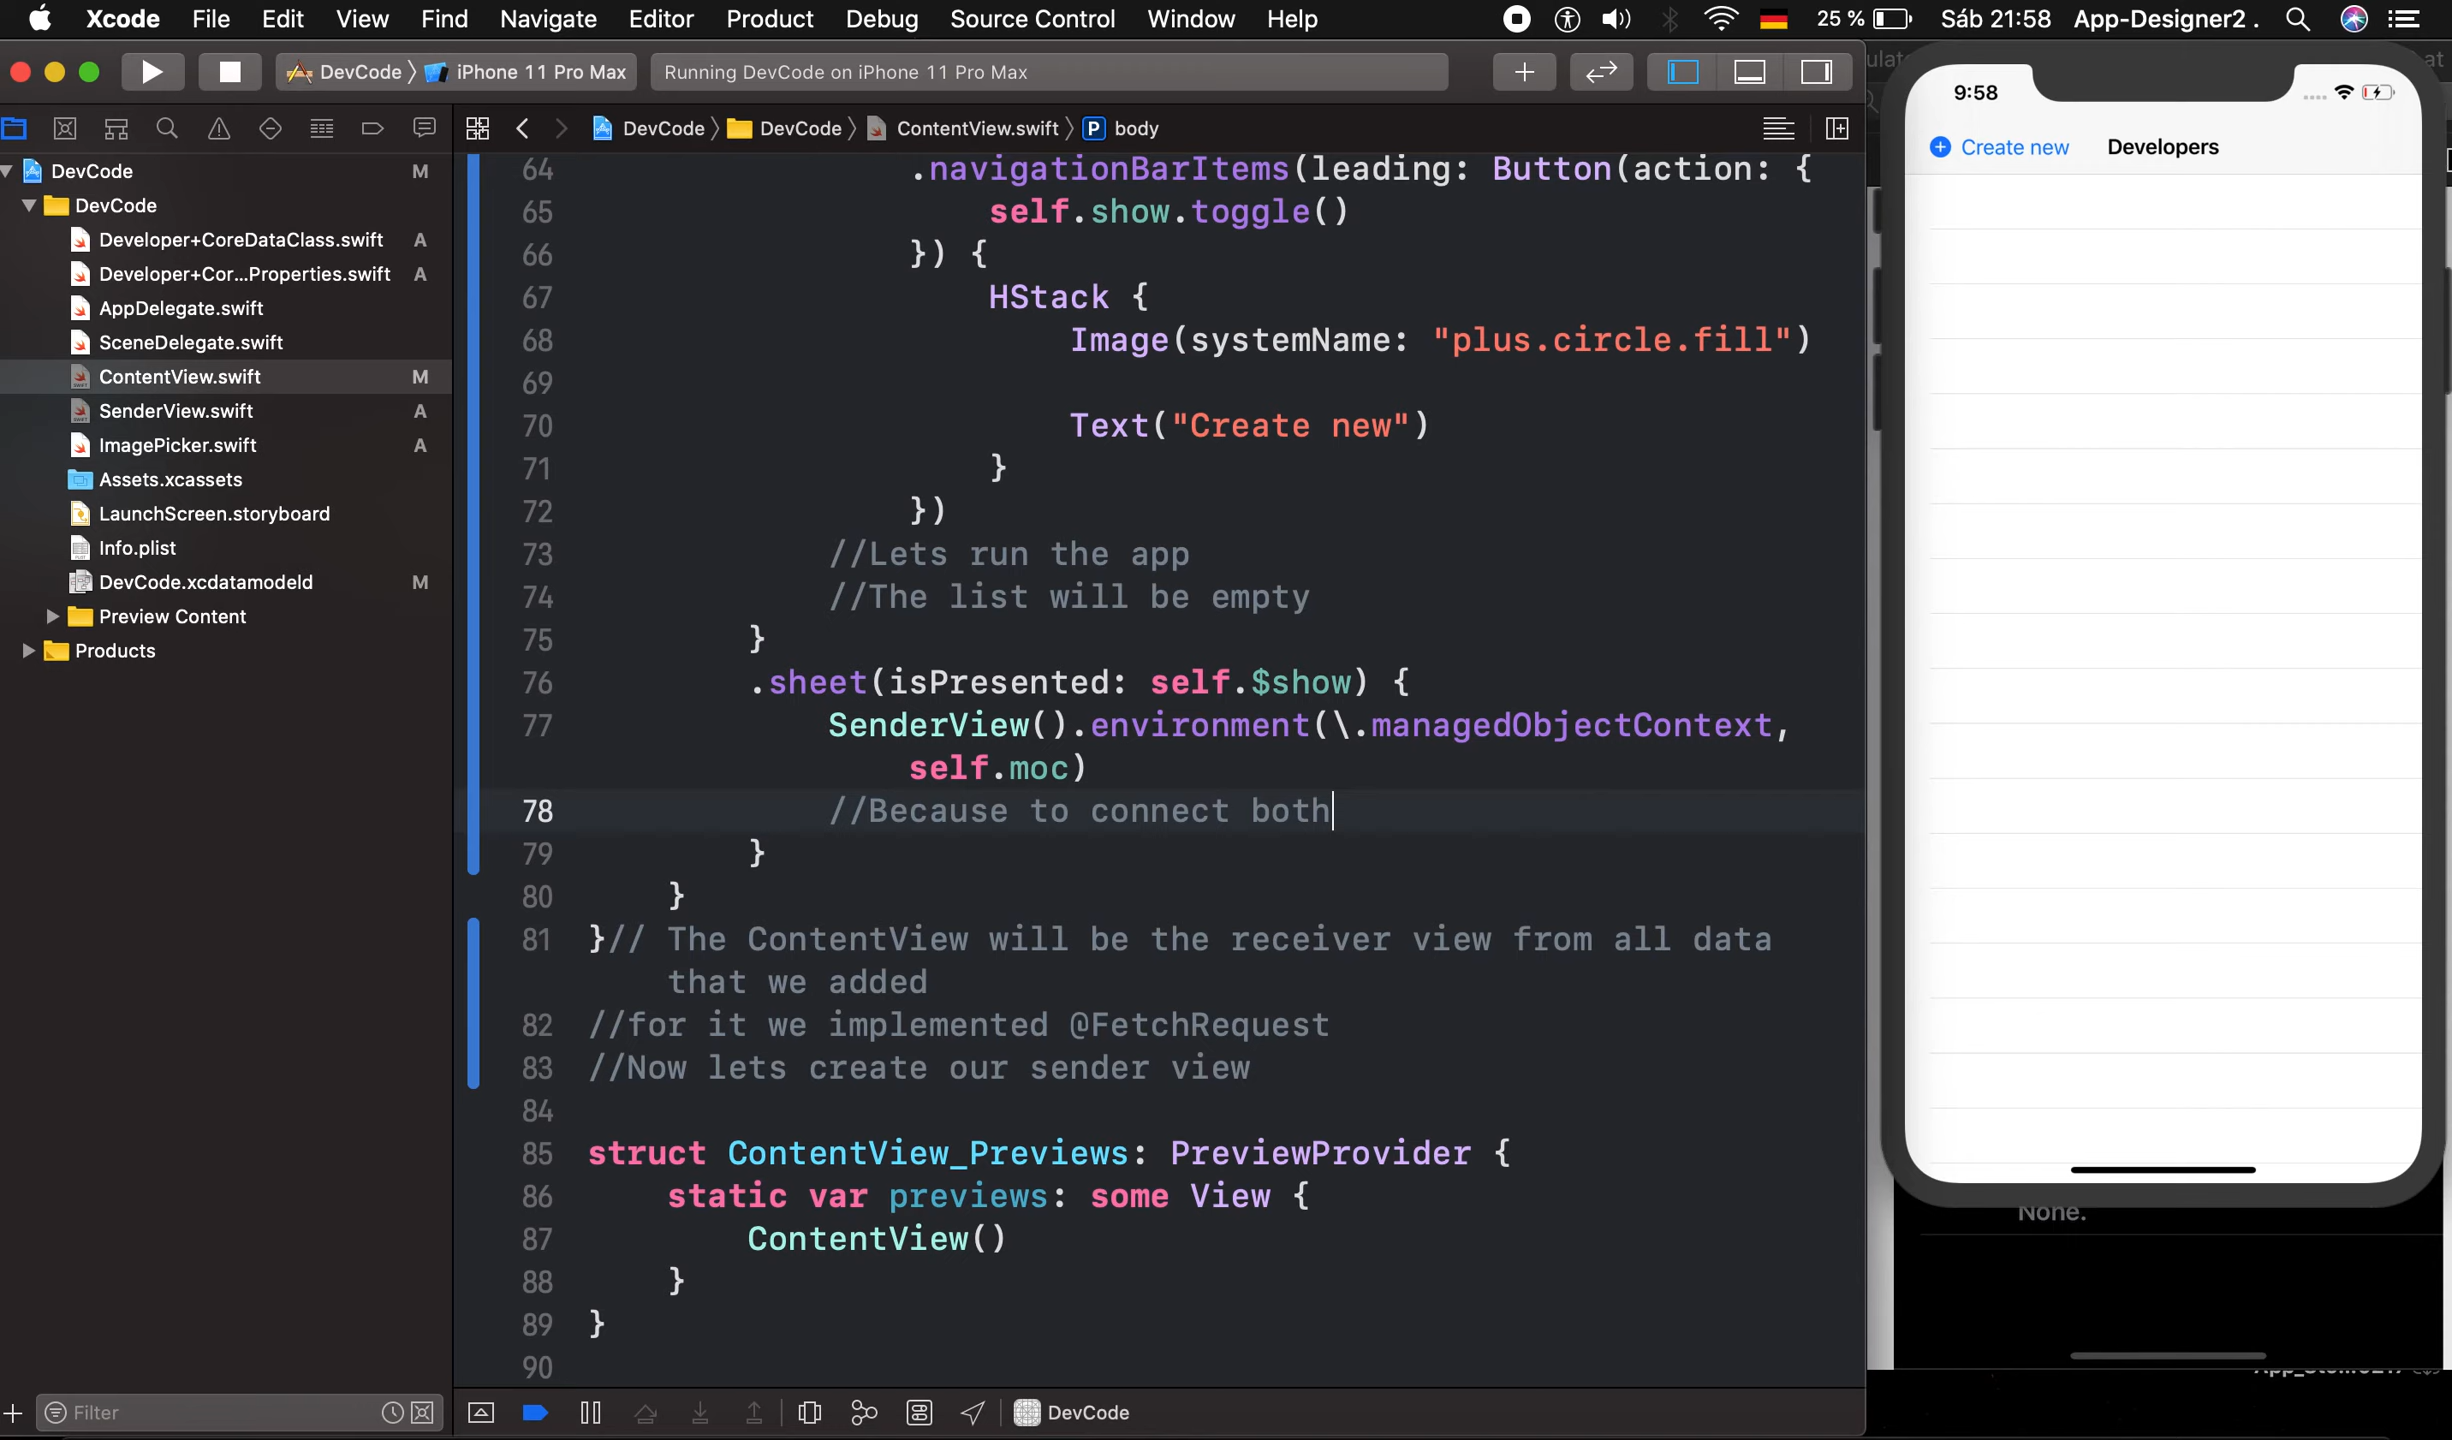 Xcode File Edit View Find Navigate Editor Product Debug Source Control Window Help 25 % Sáb 21:58 App-Designer2 .
DevCode 〉 iPhone 11 Pro Max Running DevCode on iPhone 11 Pro Max
DevCode 〉 DevCode 〉 ContentView.swift 〉 P body
DevCode M
DevCode
Developer+CoreDataClass.swift A
Developer+Cor...Properties.swift A
AppDelegate.swift
SceneDelegate.swift
ContentView.swift M
SenderView.swift A
ImagePicker.swift A
Assets.xcassets
LaunchScreen.storyboard
Info.plist
DevCode.xcdatamodeld M
Preview Content
Products
Filter
64 .navigationBarItems(leading: Button(action: {
65 self.show.toggle()
66 }) {
67 HStack {
68 Image(systemName: "plus.circle.fill")
69
70 Text("Create new")
71 }
72 })
73 //Lets run the app
74 //The list will be empty
75 }
76 .sheet(isPresented: self.$show) {
77 SenderView().environment(\.managedObjectContext,
self.moc)
78 //Because to connect both
79 }
80 }
81 }// The ContentView will be the receiver view from all data
that we added
82 //for it we implemented @FetchRequest
83 //Now lets create our sender view
84
85 struct ContentView_Previews: PreviewProvider {
86 static var previews: some View {
87 ContentView()
88 }
89 }
90
DevCode
9:58
Create new Developers
None.